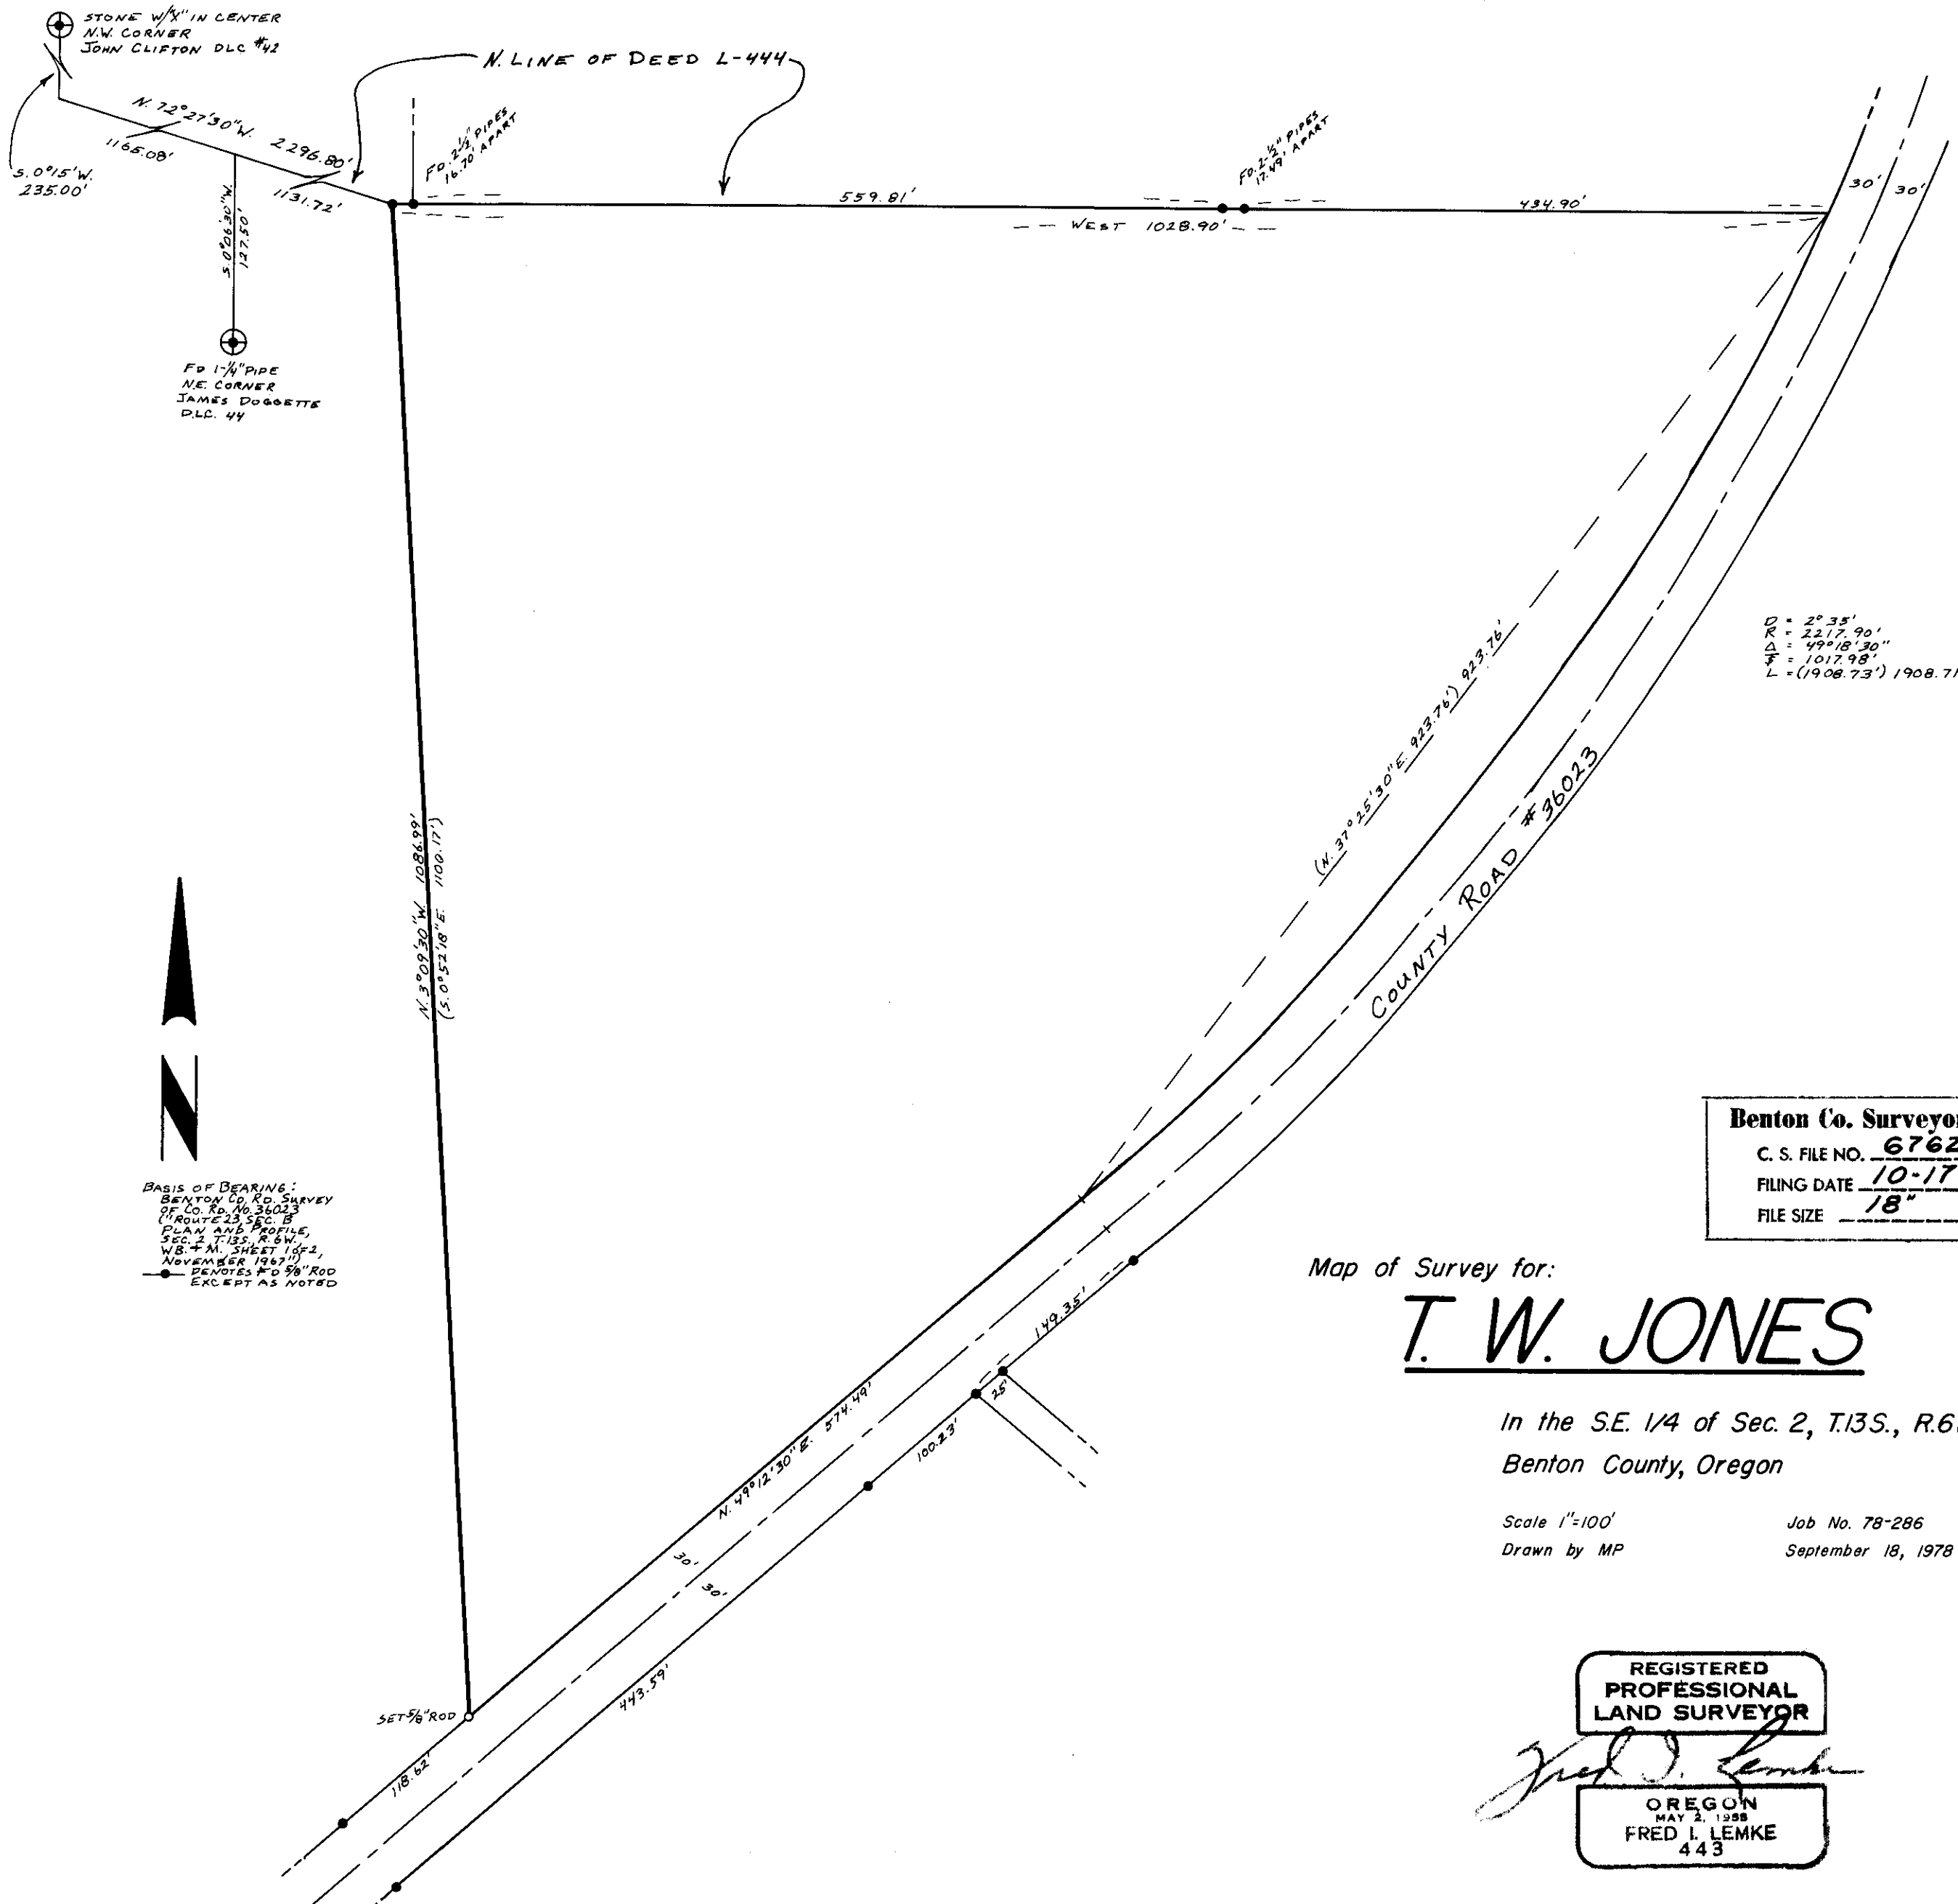 STONE W/"X" IN CENTER
N.W. CORNER
JOHN CLIFTON DLC #42
N. LINE OF DEED L-444
N. 72°27'30"W. 2296.80'
1165.08'
1131.72'
S. 0°15'W.
235.00'
S. 0°06'30"W.
127.50'
FD. 2-½" PIPES
16.70' APART
FD. 2-½" PIPES
17.49' APART
559.81'
434.90'
WEST 1028.90'
30'
30'
FD 1-¼" PIPE
N.E. CORNER
JAMES DOGGETTE
D.L.C. 44
D = 2°35'
R = 2217.90'
Δ = 49°18'30"
= 1017.98'
L = (1908.73') 1908.71
(N. 37°25'30"E. 923.76') 923.76'
COUNTY ROAD #36023
N. 3°09'30"W. 1086.99'
(S. 0°52'18"E. 1100.17')
N
BASIS OF BEARING:
BENTON CO. RD. SURVEY
OF CO. RD. NO. 36023
("ROUTE 23, SEC. B
PLAN AND PROFILE,
SEC. 2 T.13S., R.6W.,
W.B. + M. SHEET 1 OF 2,
NOVEMBER 1967")
DENOTES FD 5/8" ROD
EXCEPT AS NOTED
Benton Co. Surveyor
C. S. FILE NO. 6762
FILING DATE 10-17
FILE SIZE 18"
Map of Survey for:
T. W. JONES
In the S.E. 1/4 of Sec. 2, T.13S., R.6
Benton County, Oregon
Scale 1"=100'
Job No. 78-286
Drawn by MP
September 18, 1978
149.35'
25'
100.23'
N. 49°12'30"E. 574.49'
30'
30'
443.59'
SET 5/8" ROD
118.62'
REGISTERED
PROFESSIONAL
LAND SURVEYOR
Fred I. Lemke
OREGON
MAY 2, 1958
FRED I. LEMKE
443